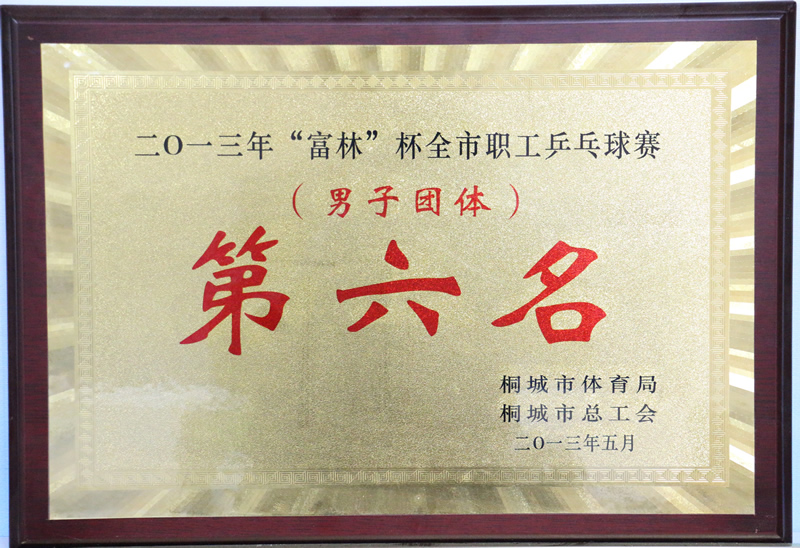 二〇一三年“富林”杯全市职工乒乓球赛
（男子团体）
第六名
桐城市体育局
桐城市总工会
二〇一三年五月